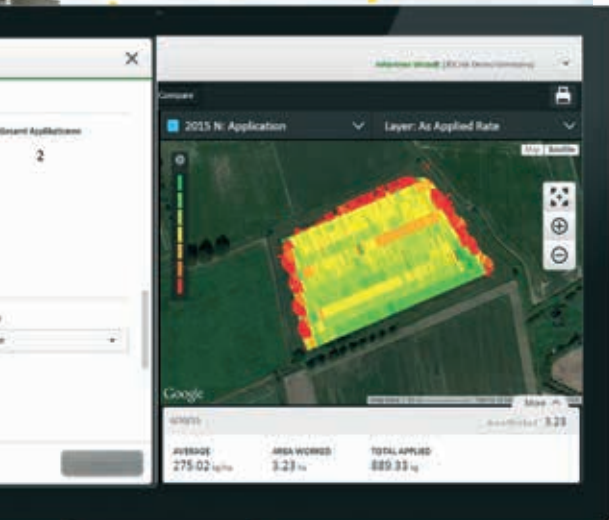 Gesamt Applikationen
2
Compare
2015 N: Application
Layer: As Applied Rate
Map
Satellite
Google
More
3.23
AVERAGE
AREA WORKED
TOTAL APPLIED
275.02 kg/ha
3.23 ha
889.33 kg